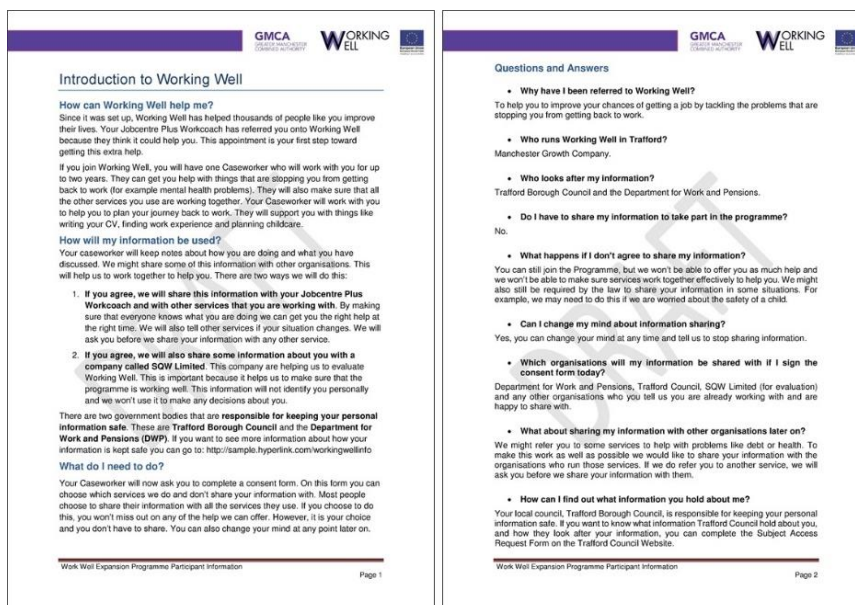 GMCA
GREATER MANCHESTER
COMBINED AUTHORITY
WORKING
WELL
Introduction to Working Well
How can Working Well help me?
Since it was set up, Working Well has helped thousands of people like you improve
their lives. Your Jobcentre Plus Workcoach has referred you onto Working Well
because they think it could help you. This appointment is your first step toward
getting this extra help.
If you join Working Well, you will have one Caseworker who will work with you for up
to two years. They can get you help with things that are stopping you from getting
back to work (for example mental health problems). They will also make sure that all
the other services you use are working together. Your Caseworker will work with you
to help you to plan your journey back to work. They will support you with things like
writing your CV, finding work experience and planning childcare.
How will my information be used?
Your caseworker will keep notes about how you are doing and what you have
discussed. We might share some of this information with other organisations. This
will help us to work together to help you. There are two ways we will do this:
1. If you agree, we will share this information with your Jobcentre Plus
Workcoach and with other services that you are working with. By making
sure that everyone knows what you are doing we can get you the right help at
the right time. We will also tell other services if your situation changes. We will
ask you before we share your information with any other service.
2. If you agree, we will also share some information about you with a
company called SQW Limited. This company are helping us to evaluate
Working Well. This is important because it helps us to make sure that the
programme is working well. This information will not identify you personally
and we won't use it to make any decisions about you.
There are two government bodies that are responsible for keeping your personal
information safe. These are Trafford Borough Council and the Department for
Work and Pensions (DWP). If you want to see more information about how your
information is kept safe you can go to: http://sample.hyperlink.com/workingwellinfo
What do I need to do?
Your Caseworker will now ask you to complete a consent form. On this form you can
choose which services we do and don't share your information with. Most people
choose to share their information with all the services they use. If you choose to do
this, you won't miss out on any of the help we can offer. However, it is your choice
and you don't have to share. You can also change your mind at any point later on.
DRAFT
Work Well Expansion Programme Participant Information
Page 1
GMCA
GREATER MANCHESTER
COMBINED AUTHORITY
WORKING
WELL
Questions and Answers
• Why have I been referred to Working Well?
To help you to improve your chances of getting a job by tackling the problems that are
stopping you from getting back to work.
• Who runs Working Well in Trafford?
Manchester Growth Company.
• Who looks after my information?
Trafford Borough Council and the Department for Work and Pensions.
• Do I have to share my information to take part in the programme?
No.
• What happens if I don't agree to share my information?
You can still join the Programme, but we won't be able to offer you as much help and
we won't be able to make sure services work together effectively to help you. We might
also still be required by the law to share your information in some situations. For
example, we may need to do this if we are worried about the safety of a child.
• Can I change my mind about information sharing?
Yes, you can change your mind at any time and tell us to stop sharing information.
• Which organisations will my information be shared with if I sign the
consent form today?
Department for Work and Pensions, Trafford Council, SQW Limited (for evaluation)
and any other organisations who you tell us you are already working with and are
happy to share with.
• What about sharing my information with other organisations later on?
We might refer you to some services to help with problems like debt or health. To
make this work as well as possible we would like to share your information with the
organisations who run those services. If we do refer you to another service, we will
ask you before we share your information with them.
• How can I find out what information you hold about me?
Your local council, Trafford Borough Council, is responsible for keeping your personal
information safe. If you want to know what information Trafford Council hold about you,
and how they look after your information, you can complete the Subject Access
Request Form on the Trafford Council Website.
DRAFT
Work Well Expansion Programme Participant Information
Page 2